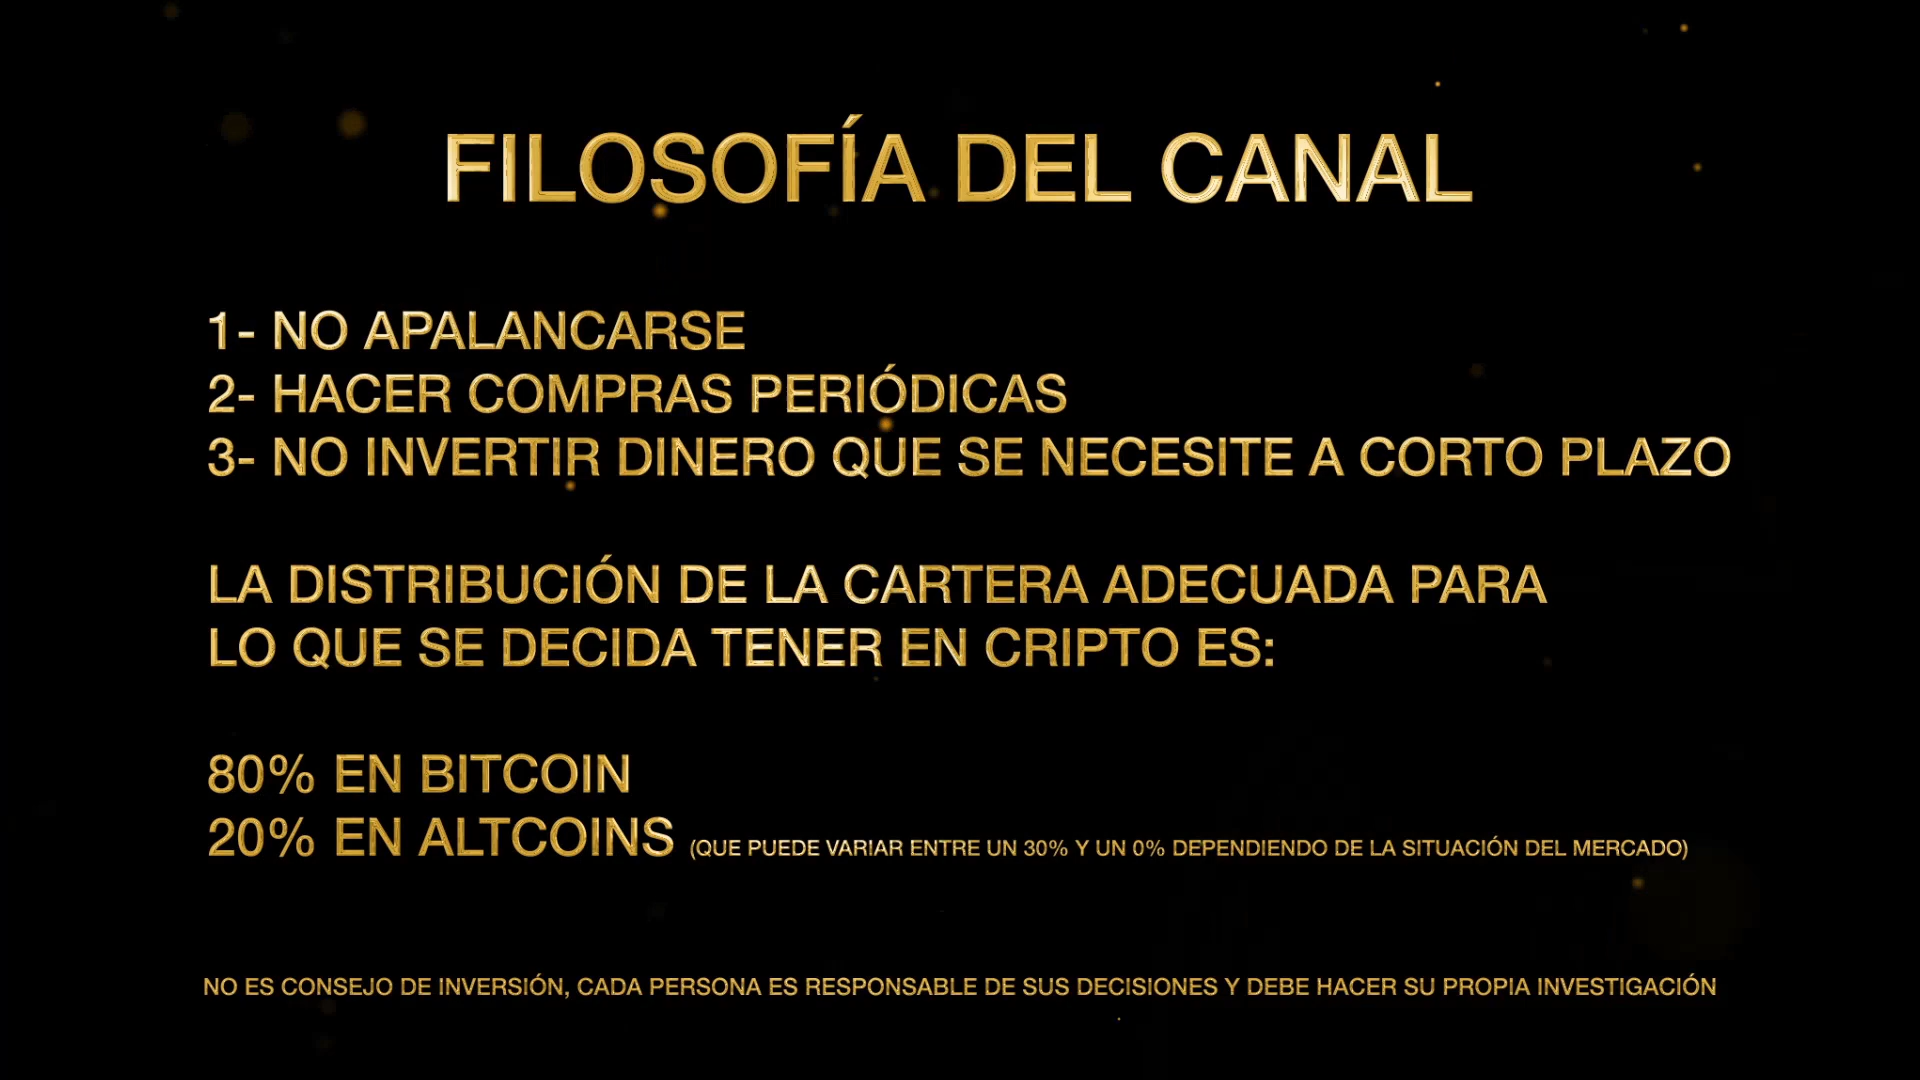 FILOSOFÍA DEL CANAL
1- NO APALANCARSE
2- HACER COMPRAS PERIÓDICAS
3- NO INVERTIR DINERO QUE SE NECESITE A CORTO PLAZO
LA DISTRIBUCIÓN DE LA CARTERA ADECUADA PARA
LO QUE SE DECIDA TENER EN CRIPTO ES:
80% EN BITCOIN
20% EN ALTCOINS (QUE PUEDE VARIAR ENTRE UN 30% Y UN 0% DEPENDIENDO DE LA SITUACIÓN DEL MERCADO)
NO ES CONSEJO DE INVERSIÓN, CADA PERSONA ES RESPONSABLE DE SUS DECISIONES Y DEBE HACER SU PROPIA INVESTIGACIÓN